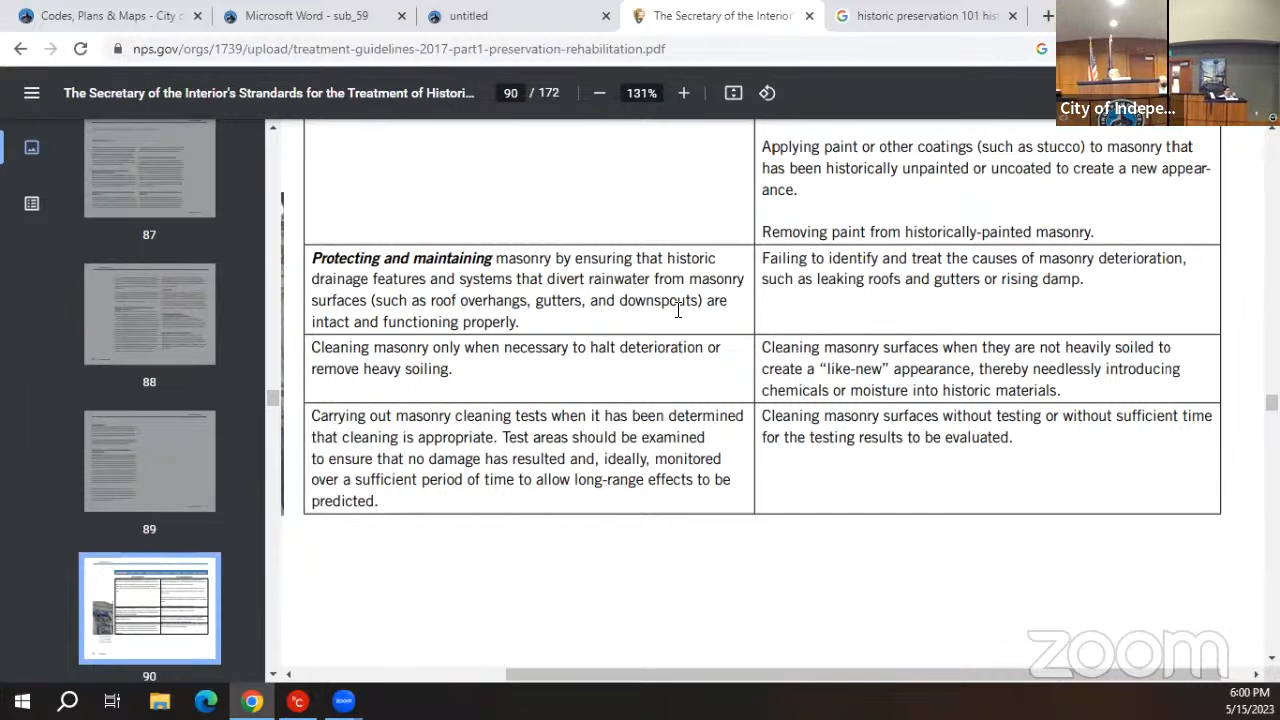 Codes, Plans & Maps - City c
Microsoft Word - sub_59
untitled
The Secretary of the Interior'
historic preservation 101 his
nps.gov/orgs/1739/upload/treatment-guidelines-2017-part1-preservation-rehabilitation.pdf
The Secretary of the Interior's Strandards for the Treatment of Histori...
90 / 172
131%
City of Indepe...
Applying paint or other coatings (such as stucco) to masonry that
has been historically unpainted or uncoated to create a new appear-
ance.
Removing paint from historically-painted masonry.
Protecting and maintaining masonry by ensuring that historic
drainage features and systems that divert rainwater from masonry
surfaces (such as roof overhangs, gutters, and downspouts) are
intact and functioning properly.
Failing to identify and treat the causes of masonry deterioration,
such as leaking roofs and gutters or rising damp.
Cleaning masonry only when necessary to halt deterioration or
remove heavy soiling.
Cleaning masonry surfaces when they are not heavily soiled to
create a “like-new” appearance, thereby needlessly introducing
chemicals or moisture into historic materials.
Carrying out masonry cleaning tests when it has been determined
that cleaning is appropriate. Test areas should be examined
to ensure that no damage has resulted and, ideally, monitored
over a sufficient period of time to allow long-range effects to be
predicted.
Cleaning masonry surfaces without testing or without sufficient time
for the testing results to be evaluated.
87
88
89
90
zoom
zoom
6:00 PM
5/15/2023